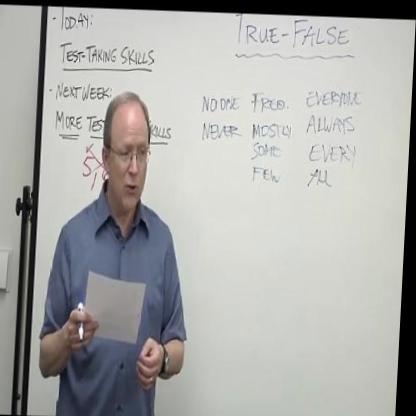 - TODAY:
TEST-TAKING SKILLS
- NEXT WEEK:
MORE TES SKILLS
TRUE-FALSE
NO ONE FREQ. EVERYONE
NEVER MOSTLY ALWAYS
SOME EVERY
FEW ALL